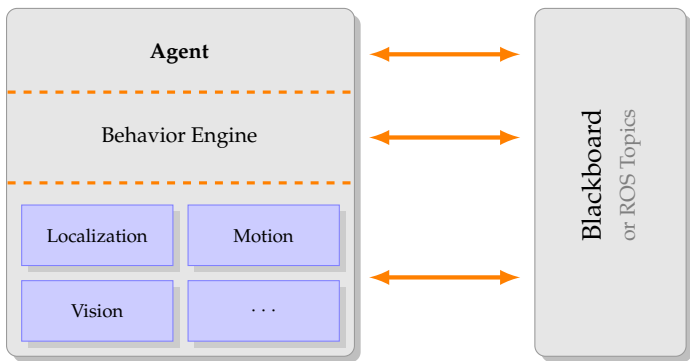 Agent
Behavior Engine
Localization
Motion
Vision
· · ·
Blackboard
or ROS Topics